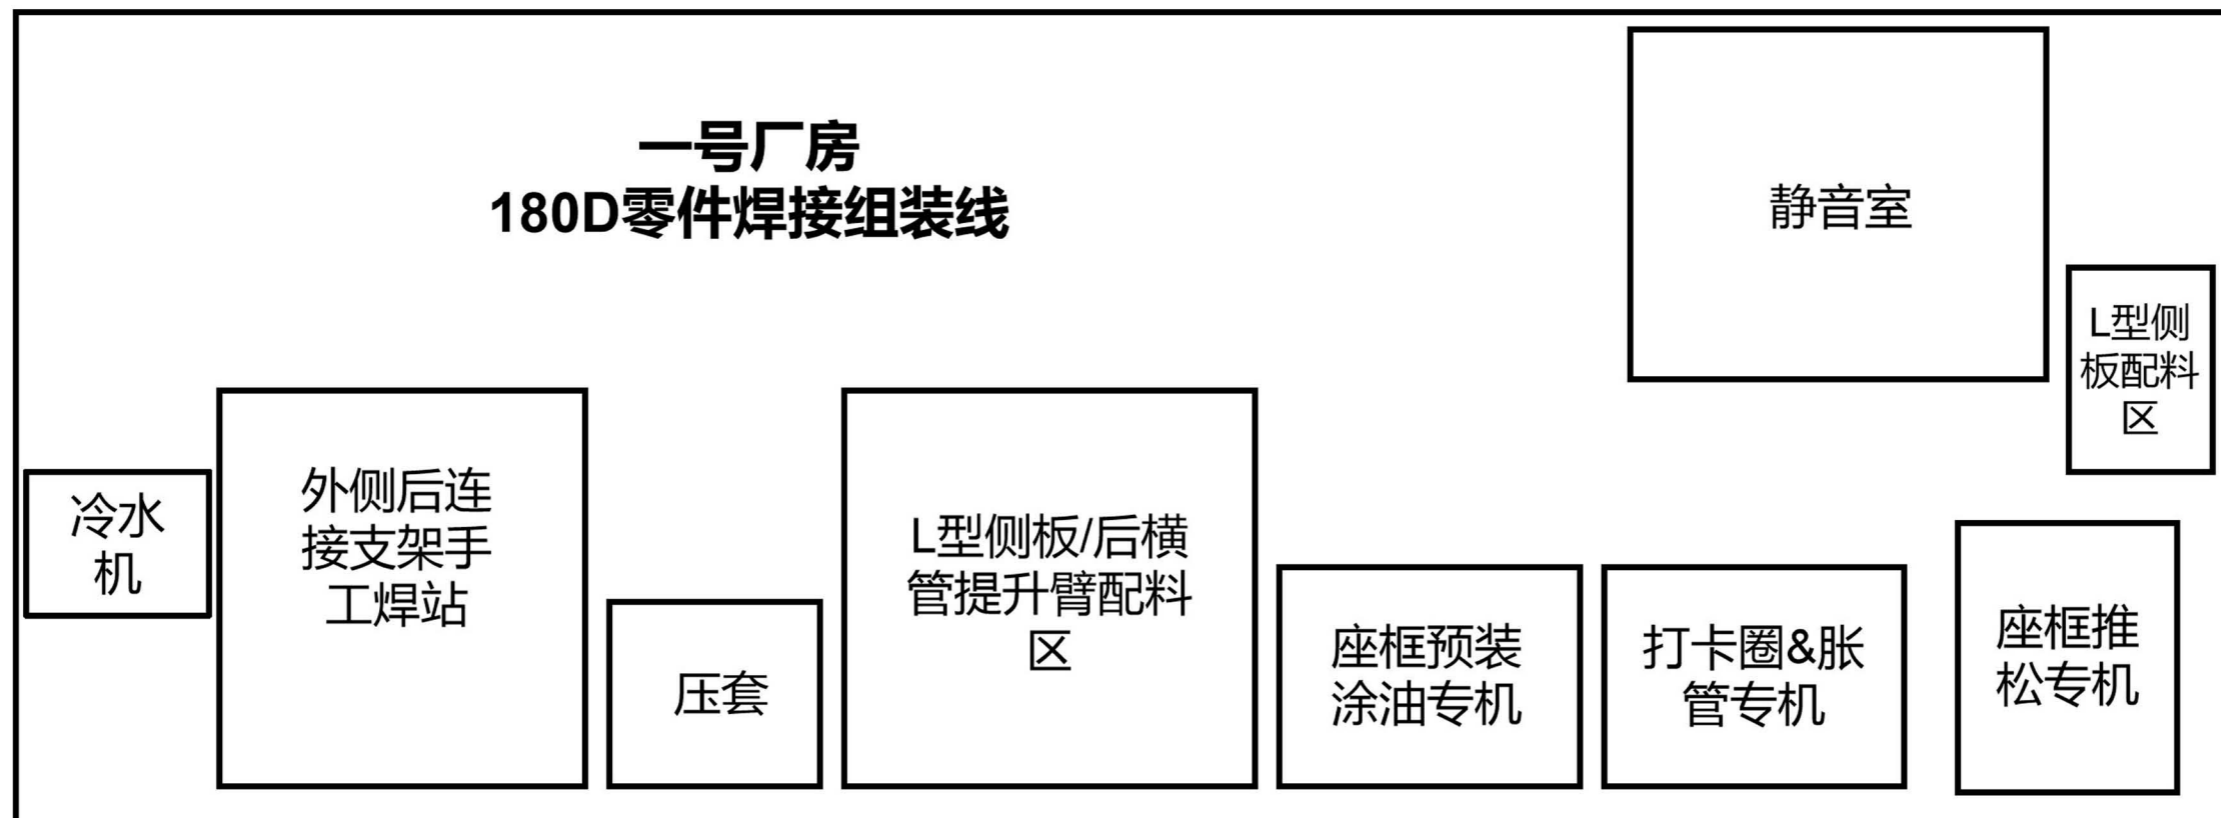 一号厂房
180D零件焊接组装线
静音室
L型侧
板配料
区
冷水
机
外侧后连
接支架手
工焊站
压套
L型侧板/后横
管提升臂配料
区
座框预装
涂油专机
打卡圈&胀
管专机
座框推
松专机